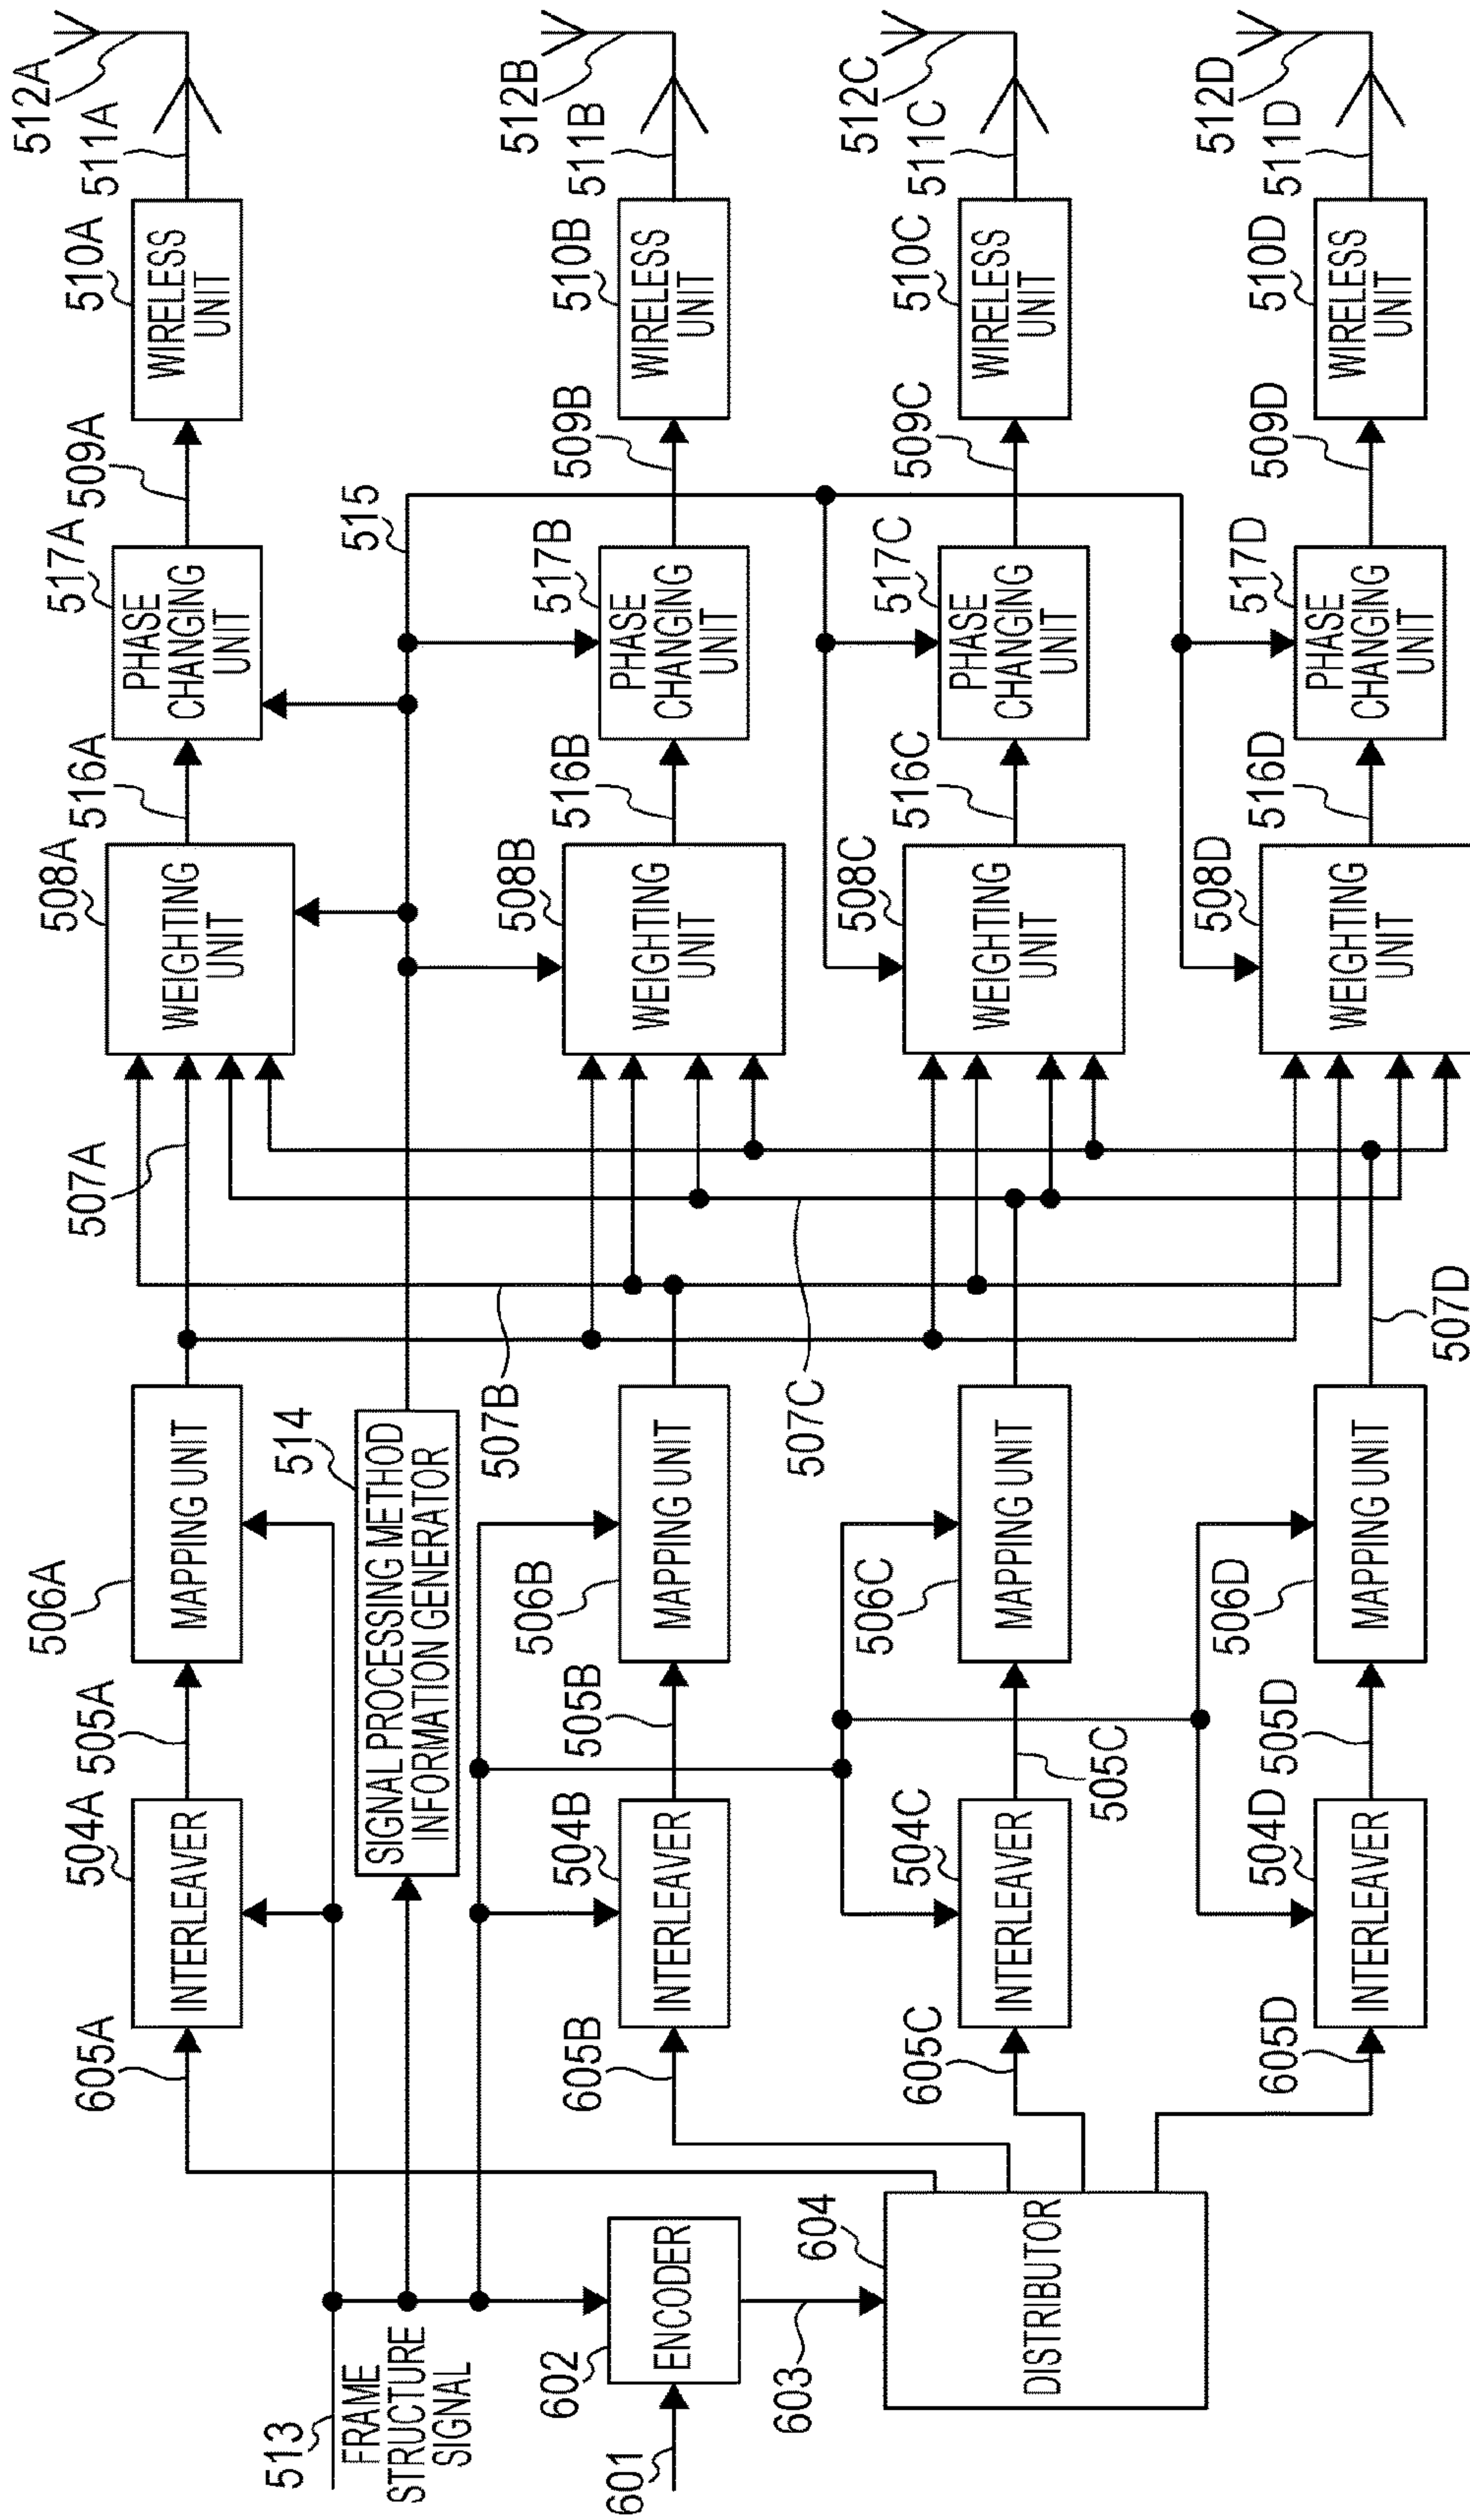 513
FRAME
STRUCTURE
SIGNAL
601
602
ENCODER
603
604
DISTRIBUTOR
605A
504A
INTERLEAVER
505A
506A
MAPPING UNIT
507A
508A
WEIGHTING
UNIT
516A
517A
PHASE
CHANGING
UNIT
509A
510A
WIRELESS
UNIT
511A
512A
514
SIGNAL PROCESSING METHOD
INFORMATION GENERATOR
515
605B
504B
INTERLEAVER
505B
506B
MAPPING UNIT
507B
508B
WEIGHTING
UNIT
516B
517B
PHASE
CHANGING
UNIT
509B
510B
WIRELESS
UNIT
511B
512B
605C
504C
INTERLEAVER
505C
506C
MAPPING UNIT
507C
508C
WEIGHTING
UNIT
516C
517C
PHASE
CHANGING
UNIT
509C
510C
WIRELESS
UNIT
511C
512C
605D
504D
INTERLEAVER
505D
506D
MAPPING UNIT
507D
508D
WEIGHTING
UNIT
516D
517D
PHASE
CHANGING
UNIT
509D
510D
WIRELESS
UNIT
511D
512D